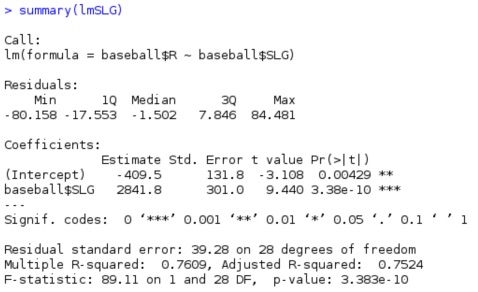 > summary(lmSLG)
Call:
lm(formula = baseball$R ~ baseball$SLG)
Residuals:
Min 1Q Median 3Q Max
-80.158 -17.553 -1.502 7.846 84.481
Coefficients:
Estimate Std. Error t value Pr(>|t|)
(Intercept) -409.5 131.8 -3.108 0.00429 **
baseball$SLG 2841.8 301.0 9.440 3.38e-10 ***
---
Signif. codes: 0 ‘***’ 0.001 ‘**’ 0.01 ‘*’ 0.05 ‘.’ 0.1 ‘ ’ 1
Residual standard error: 39.28 on 28 degrees of freedom
Multiple R-squared: 0.7609, Adjusted R-squared: 0.7524
F-statistic: 89.11 on 1 and 28 DF, p-value: 3.383e-10